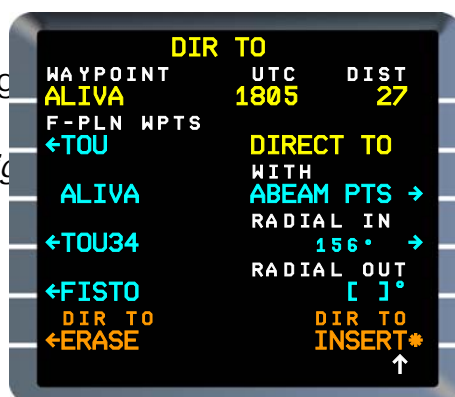 DIR TO
WAYPOINT UTC DIST
ALIVA 1805 27
F-PLN WPTS
←TOU DIRECT TO
WITH
ALIVA ABEAM PTS →
RADIAL IN
←TOU34 156° →
RADIAL OUT
←FISTO [ ]°
DIR TO DIR TO
←ERASE INSERT*
↑